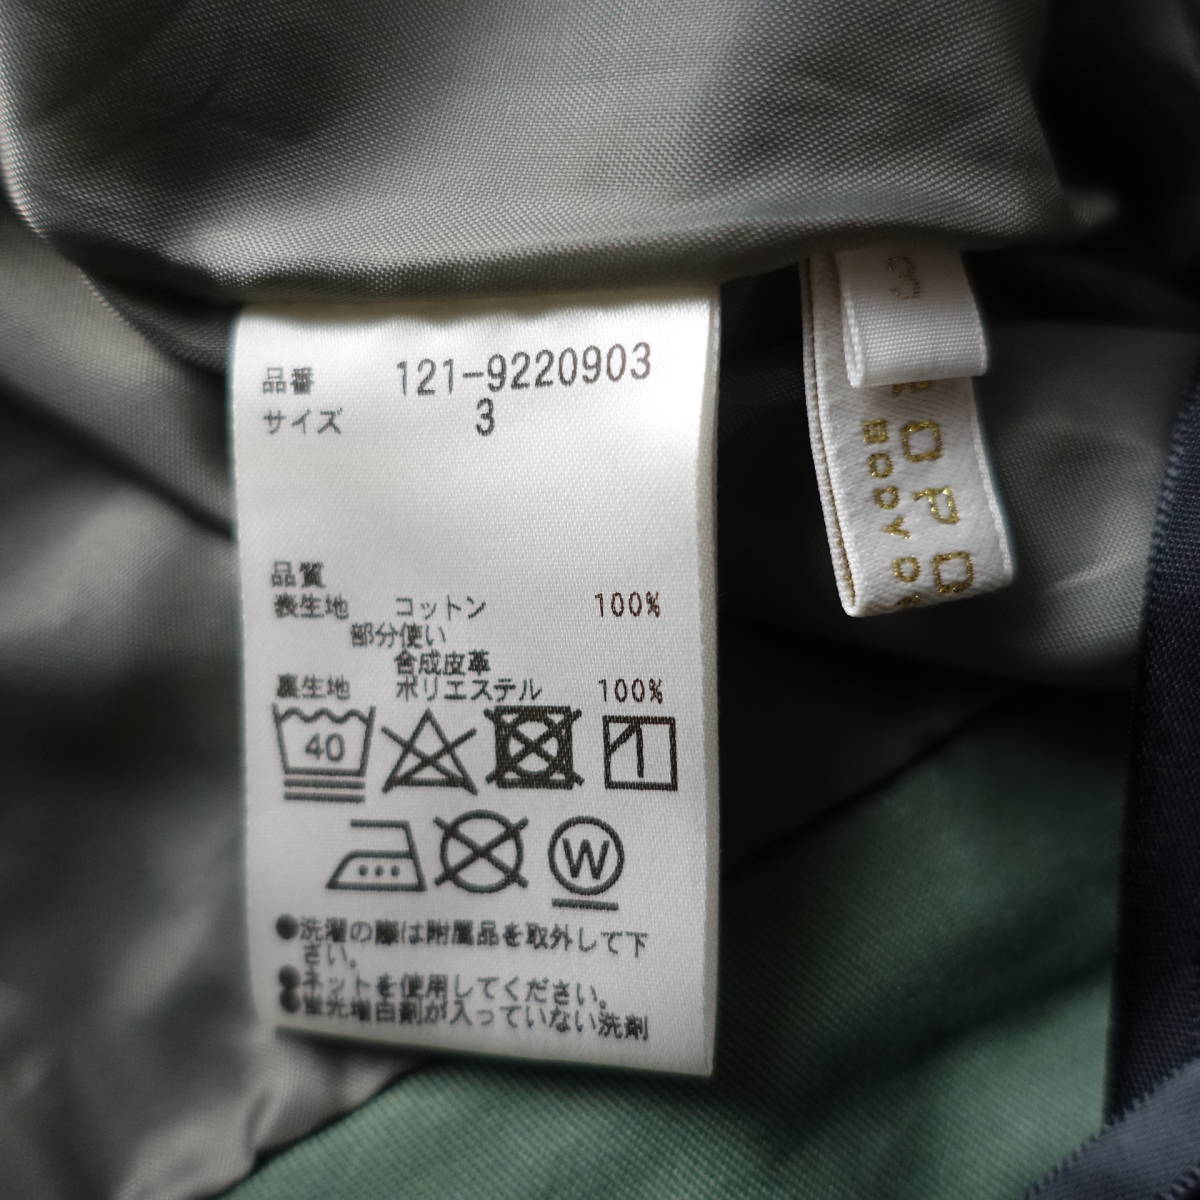 品番 121-9220903
サイズ 3
品質
表生地 コットン 100%
部分使い
合成皮革
裏生地 ポリエステル 100%
40
W
●洗濯の際は附属品を取外して下
さい。
●ネットを使用してください。
●蛍光増白剤が入っていない洗剤
3
ROPO
BODY